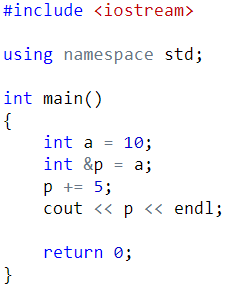 #include <iostream>
using namespace std;
int main()
{
int a = 10;
int &p = a;
p += 5;
cout << p << endl;
return 0;
}